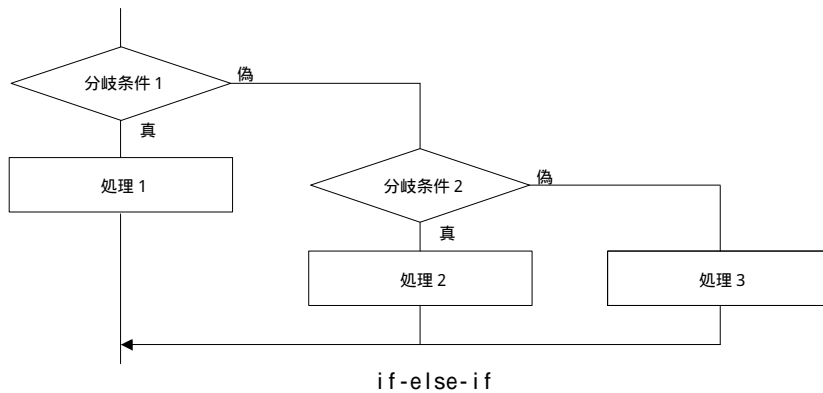 分岐条件 1
偽
真
処理 1
分岐条件 2
偽
真
処理 2
処理 3
if-else-if